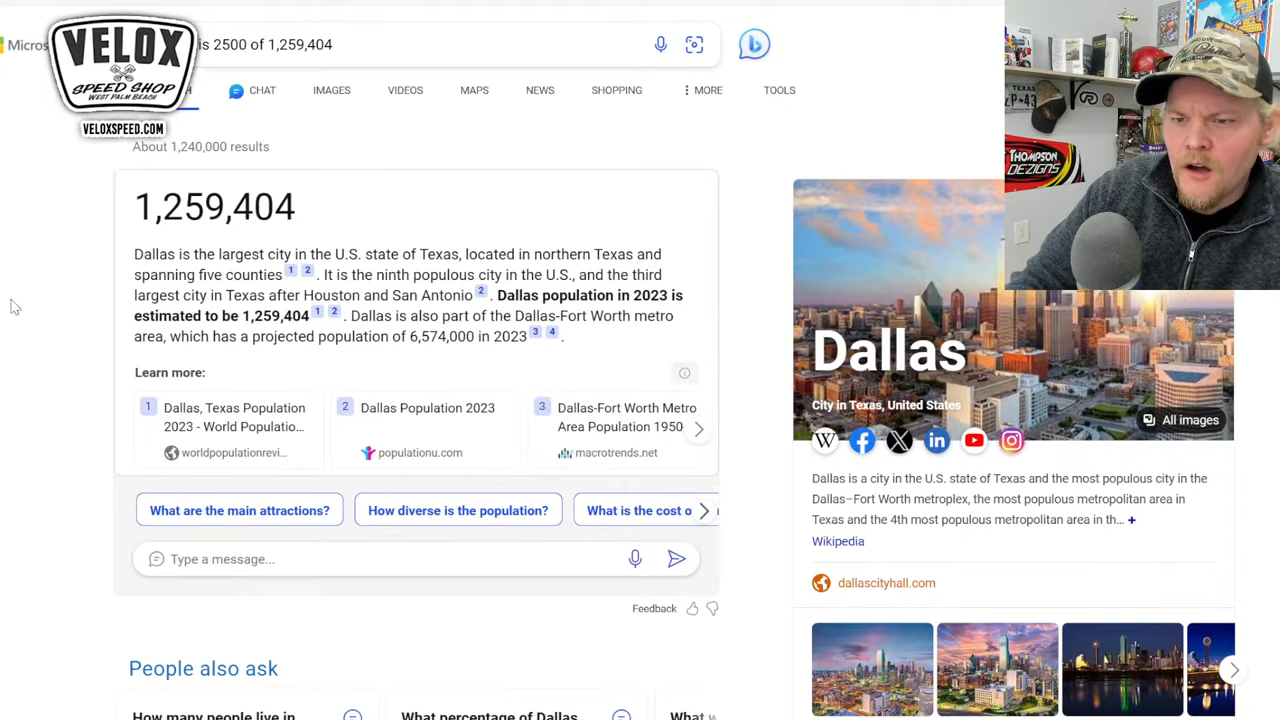 Micros
VELOX
SPEED SHOP
WEST PALM BEACH
VELOXSPEED.COM
is 2500 of 1,259,404
H
CHAT
IMAGES
VIDEOS
MAPS
NEWS
SHOPPING
MORE
TOOLS
About 1,240,000 results
1,259,404
Dallas is the largest city in the U.S. state of Texas, located in northern Texas and
spanning five counties 1 2 . It is the ninth populous city in the U.S., and the third
largest city in Texas after Houston and San Antonio 2 . Dallas population in 2023 is
estimated to be 1,259,404 1 2 . Dallas is also part of the Dallas-Fort Worth metro
area, which has a projected population of 6,574,000 in 2023 3 4 .
Learn more:
1 Dallas, Texas Population
2023 - World Populatio...
worldpopulationrevi...
2 Dallas Population 2023
populationu.com
3 Dallas-Fort Worth Metro
Area Population 1950
macrotrends.net
What are the main attractions?
How diverse is the population?
What is the cost o
Type a message...
Feedback
People also ask
How many people live in
What percentage of Dallas
What w
Dallas
City in Texas, United States
All images
W
X
in
Dallas is a city in the U.S. state of Texas and the most populous city in the
Dallas–Fort Worth metroplex, the most populous metropolitan area in
Texas and the 4th most populous metropolitan area in th... +
Wikipedia
dallascityhall.com
TEXAS
THOMPSON
DEZIGNS